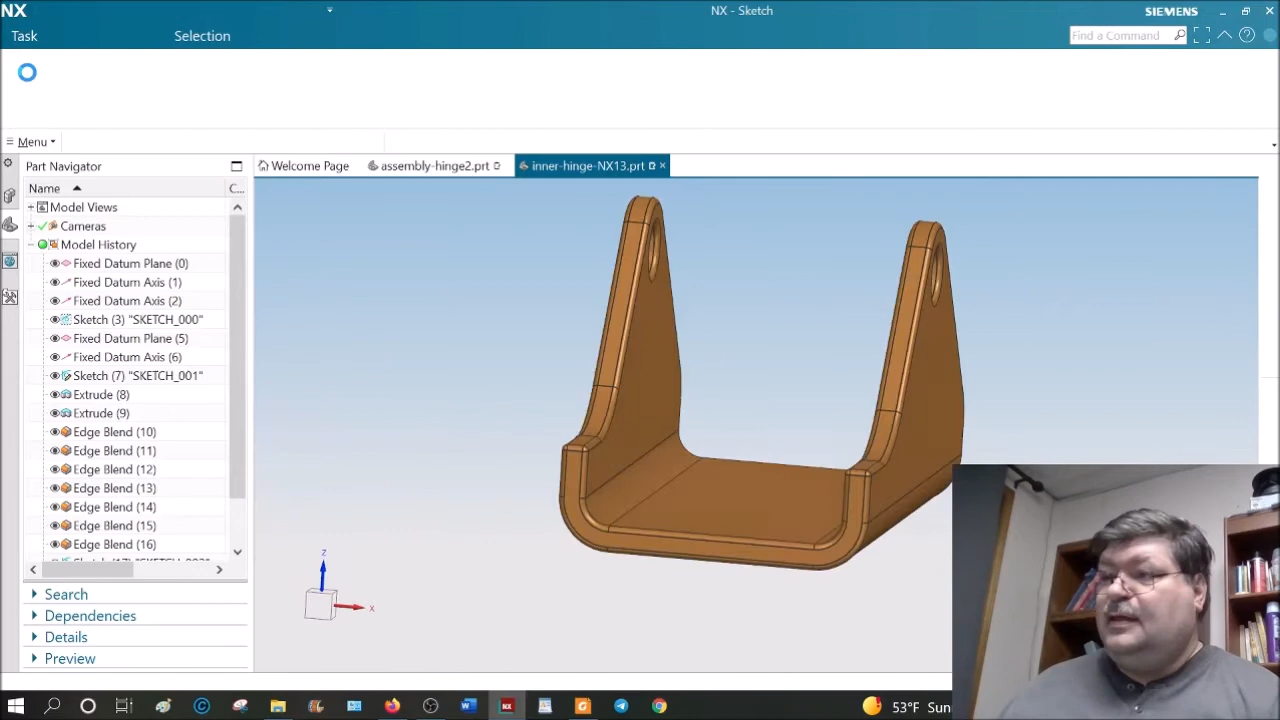 NX
NX - Sketch
SIEMENS
Task
Selection
Find a Command
Menu
Part Navigator
Welcome Page
assembly-hinge2.prt
inner-hinge-NX13.prt
Name
C...
Model Views
Cameras
Model History
Fixed Datum Plane (0)
Fixed Datum Axis (1)
Fixed Datum Axis (2)
Sketch (3) "SKETCH_000"
Fixed Datum Plane (5)
Fixed Datum Axis (6)
Sketch (7) "SKETCH_001"
Extrude (8)
Extrude (9)
Edge Blend (10)
Edge Blend (11)
Edge Blend (12)
Edge Blend (13)
Edge Blend (14)
Edge Blend (15)
Edge Blend (16)
Z
X
Search
Dependencies
Details
Preview
NX
53°F Sun